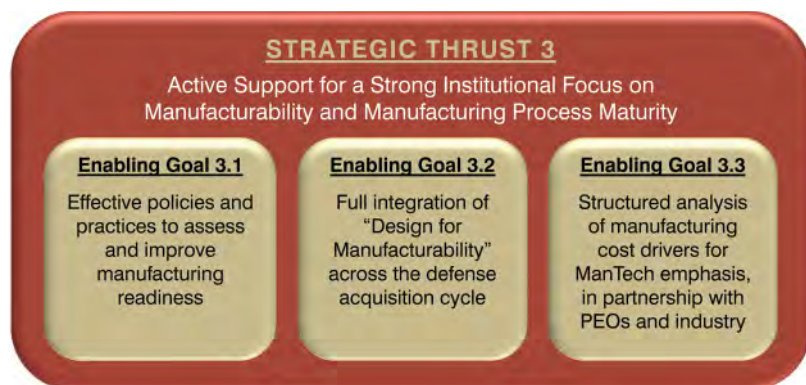 STRATEGIC THRUST 3
Active Support for a Strong Institutional Focus on
Manufacturability and Manufacturing Process Maturity
Enabling Goal 3.1
Effective policies and
practices to assess
and improve
manufacturing
readiness
Enabling Goal 3.2
Full integration of
“Design for
Manufacturability”
across the defense
acquisition cycle
Enabling Goal 3.3
Structured analysis
of manufacturing
cost drivers for
ManTech emphasis,
in partnership with
PEOs and industry